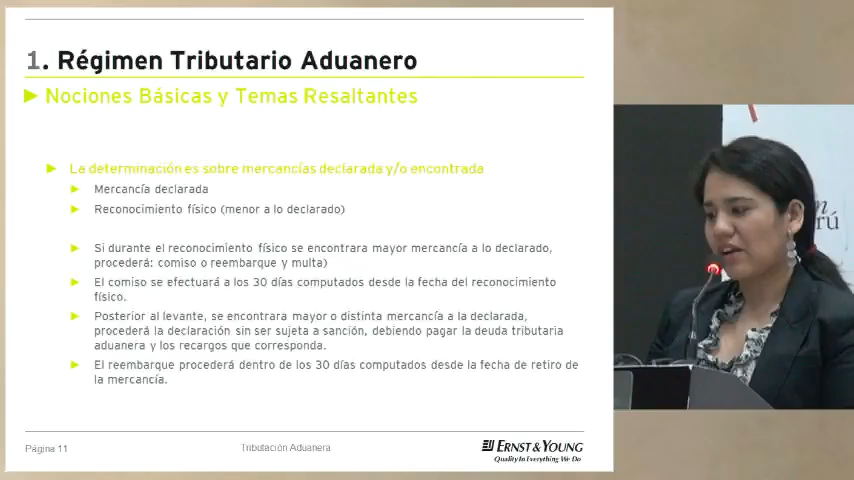 1. Régimen Tributario Aduanero
Nociones Básicas y Temas Resaltantes
La determinación es sobre mercancías declarada y/o encontrada
Mercancía declarada
Reconocimiento físico (menor a lo declarado)
Si durante el reconocimiento físico se encontrara mayor mercancía a lo declarado,
procederá: comiso o reembarque y multa)
El comiso se efectuará a los 30 días computados desde la fecha del reconocimiento
físico.
Posterior al levante, se encontrara mayor o distinta mercancía a la declarada,
procederá la declaración sin ser sujeta a sanción, debiendo pagar la deuda tributaria
aduanera y los recargos que corresponda.
El reembarque procederá dentro de los 30 días computados desde la fecha de retiro de
la mercancía.
Página 11
Tributación Aduanera
ERNST & YOUNG
Quality In Everything We Do
rú